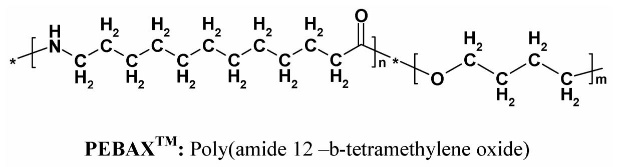 O
H H₂ H₂ H₂ H₂ H₂
N C C C C C C
C C C C C C
H₂ H₂ H₂ H₂ H₂ H₂
* [ ]n * [ ]m
H₂ H₂
C C
O C C
H₂ H₂
PEBAX™: Poly(amide 12 –b-tetramethylene oxide)